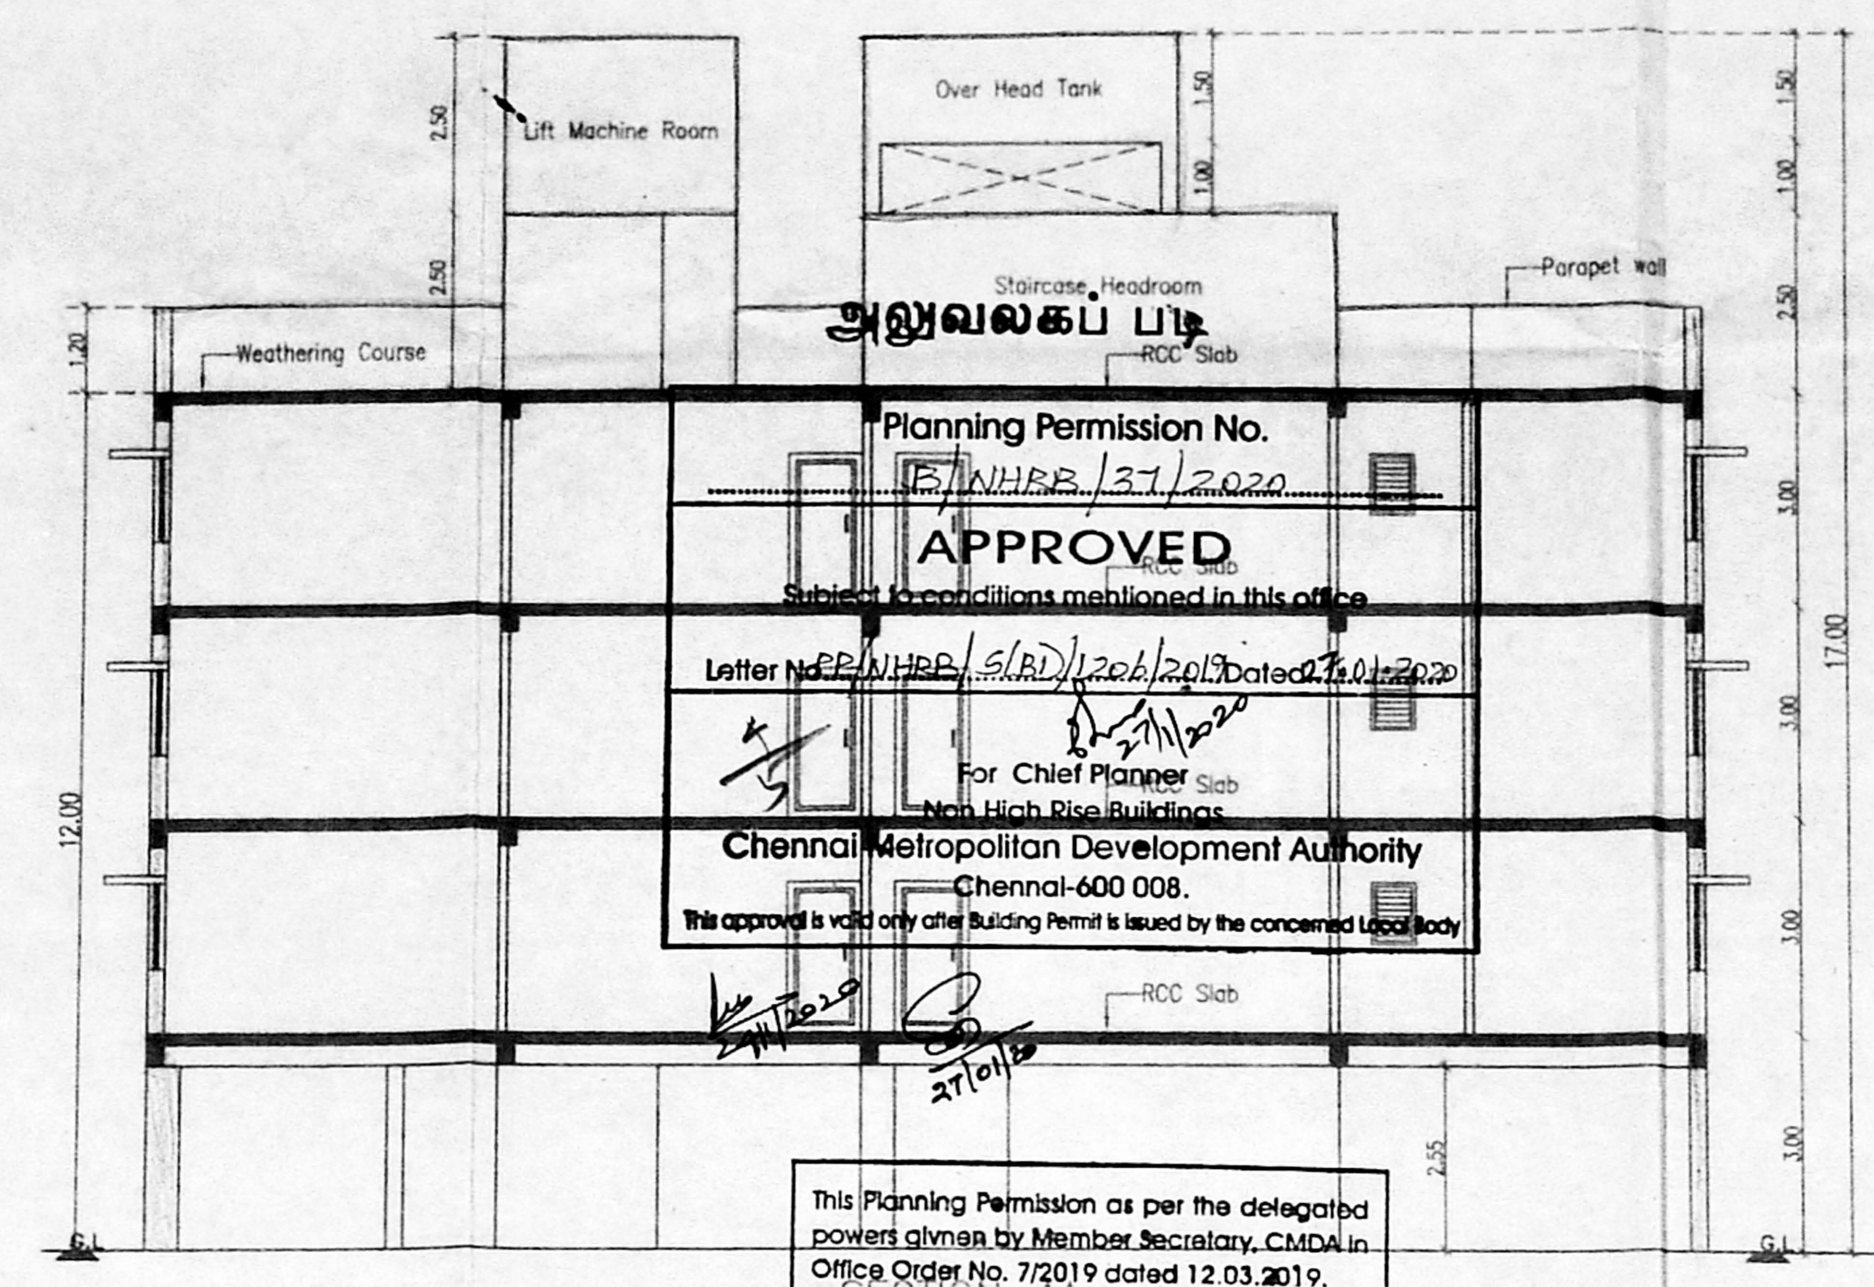 Over Head Tank
1.50
1.50
2.50
Lift Machine Room
1.00
1.00
2.50
Staircase Headroom
Parapet wall
2.50
அலுவலகப் படி
1.20
Weathering Course
RCC Slab
Planning Permission No.
B/NHRB/37/2020
3.00
APPROVED
RCC Slab
Subject to conditions mentioned in this office
17.00
Letter No. PP/NHRB/S(B1)/1206/2019 Dated 27.01.2020
3.00
27/1/2020
For Chief Planner
RCC Slab
Non High Rise Buildings
12.00
Chennai Metropolitan Development Authority
Chennai-600 008.
This approval is valid only after Building Permit is issued by the concerned Local Body
3.00
RCC Slab
27/01/20
2.55
3.00
This Planning Permission as per the delegated
powers givnen by Member Secretary, CMDA in
Office Order No. 7/2019 dated 12.03.2019.
G.L
G.L